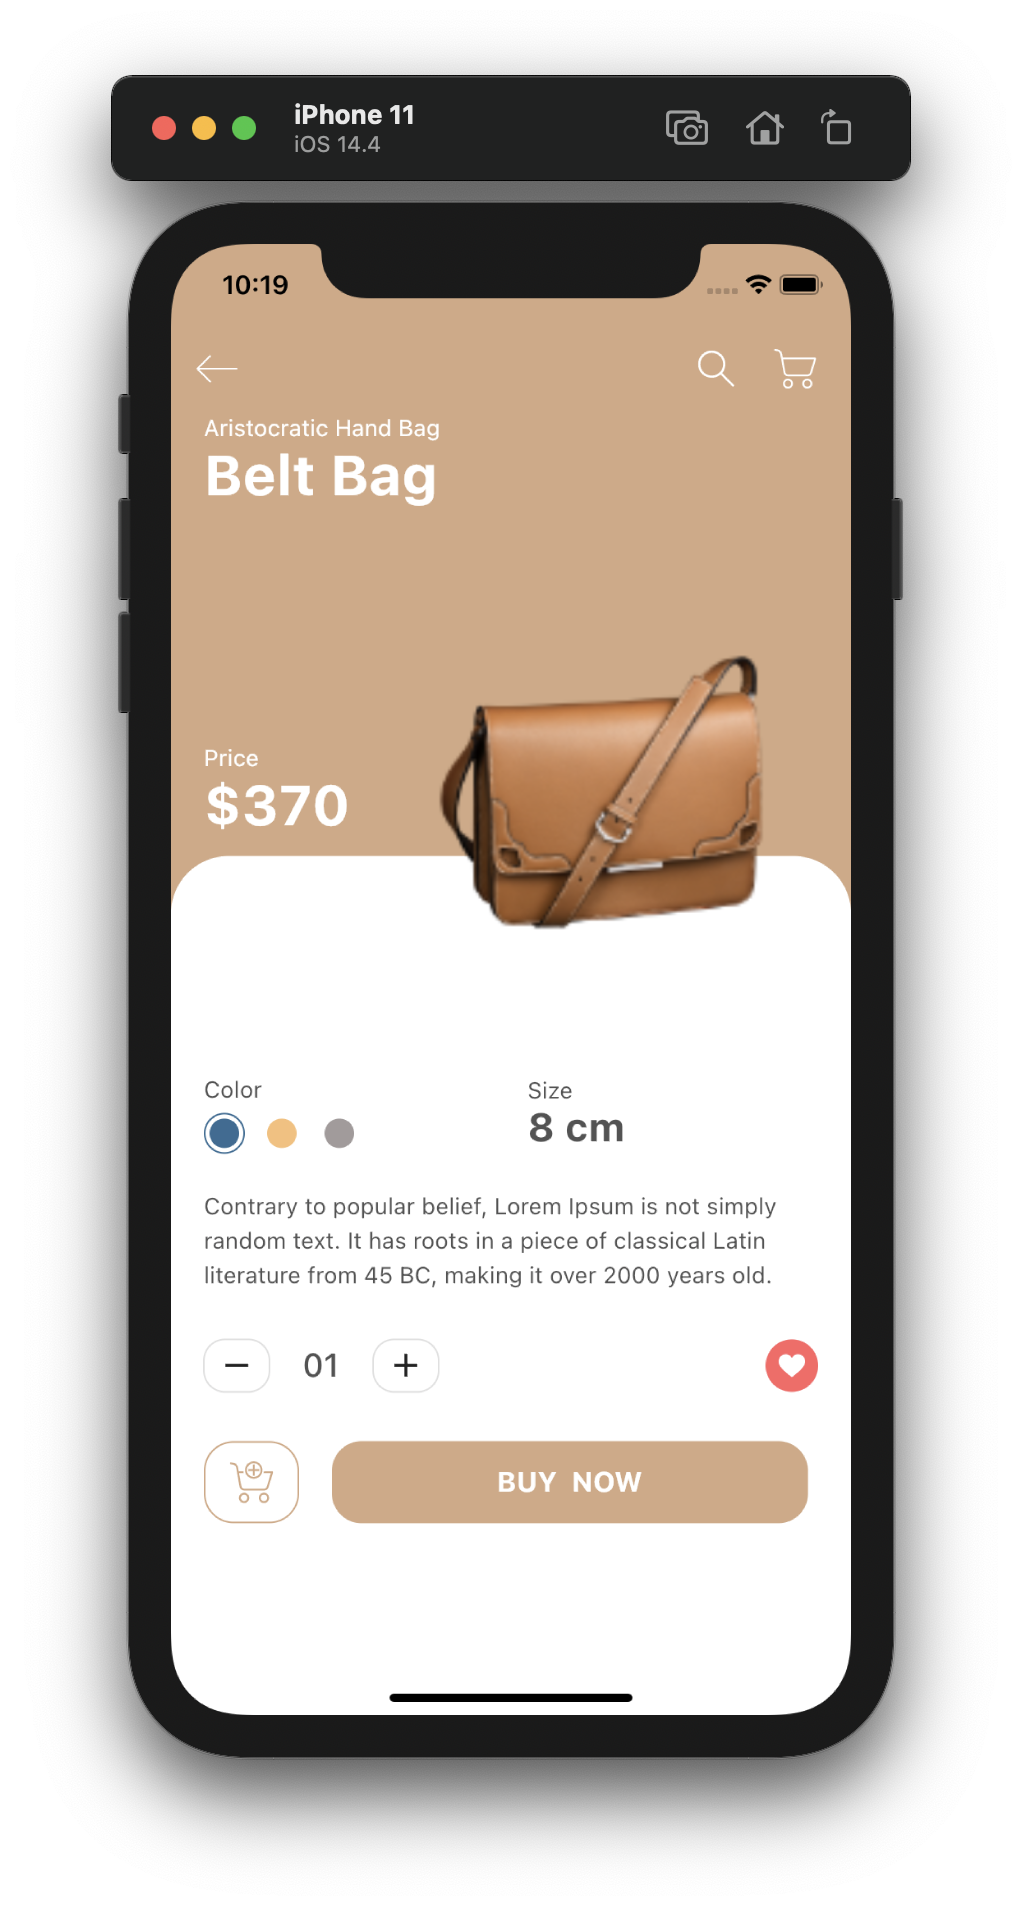 iPhone 11
iOS 14.4
10:19
Aristocratic Hand Bag
Belt Bag
Price
$370
Color
Size
8 cm
Contrary to popular belief, Lorem Ipsum is not simply
random text. It has roots in a piece of classical Latin
literature from 45 BC, making it over 2000 years old.
01
BUY NOW